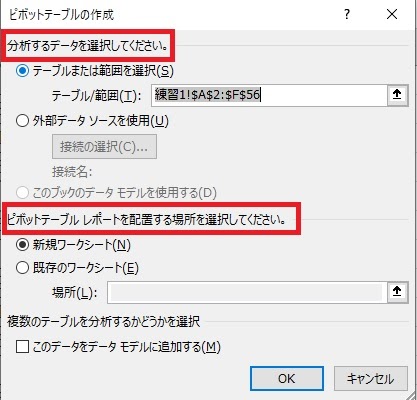 ピボットテーブルの作成
分析するデータを選択してください。
テーブルまたは範囲を選択(S)
テーブル/範囲(T): 練習1!$A$2:$F$56
外部データ ソースを使用(U)
接続の選択(C)...
接続名:
このブックのデータ モデルを使用する(D)
ピボットテーブル レポートを配置する場所を選択してください。
新規ワークシート(N)
既存のワークシート(E)
場所(L):
複数のテーブルを分析するかどうかを選択
このデータをデータ モデルに追加する(M)
OK キャンセル